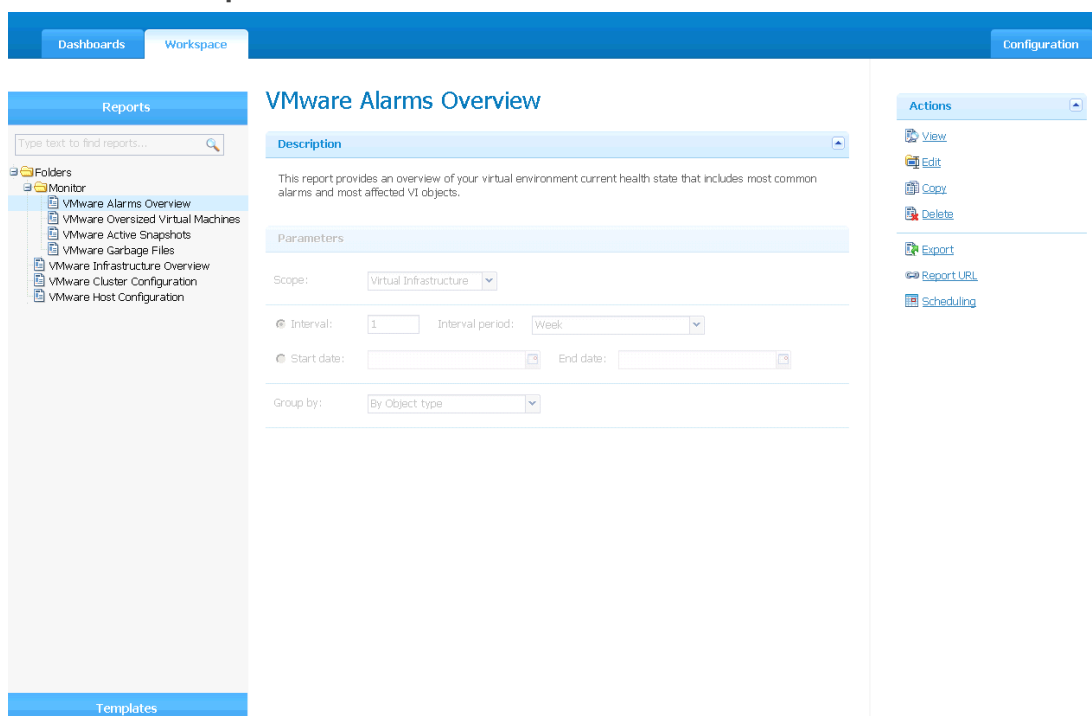 Dashboards Workspace Configuration
Reports
Type text to find reports...
Folders
Monitor
VMware Alarms Overview
VMware Oversized Virtual Machines
VMware Active Snapshots
VMware Garbage Files
VMware Infrastructure Overview
VMware Cluster Configuration
VMware Host Configuration
Templates
VMware Alarms Overview
Description
This report provides an overview of your virtual environment current health state that includes most common
alarms and most affected VI objects.
Parameters
Scope: Virtual Infrastructure
Interval: 1 Interval period: Week
Start date: End date:
Group by: By Object type
Actions
View
Edit
Copy
Delete
Export
Report URL
Scheduling